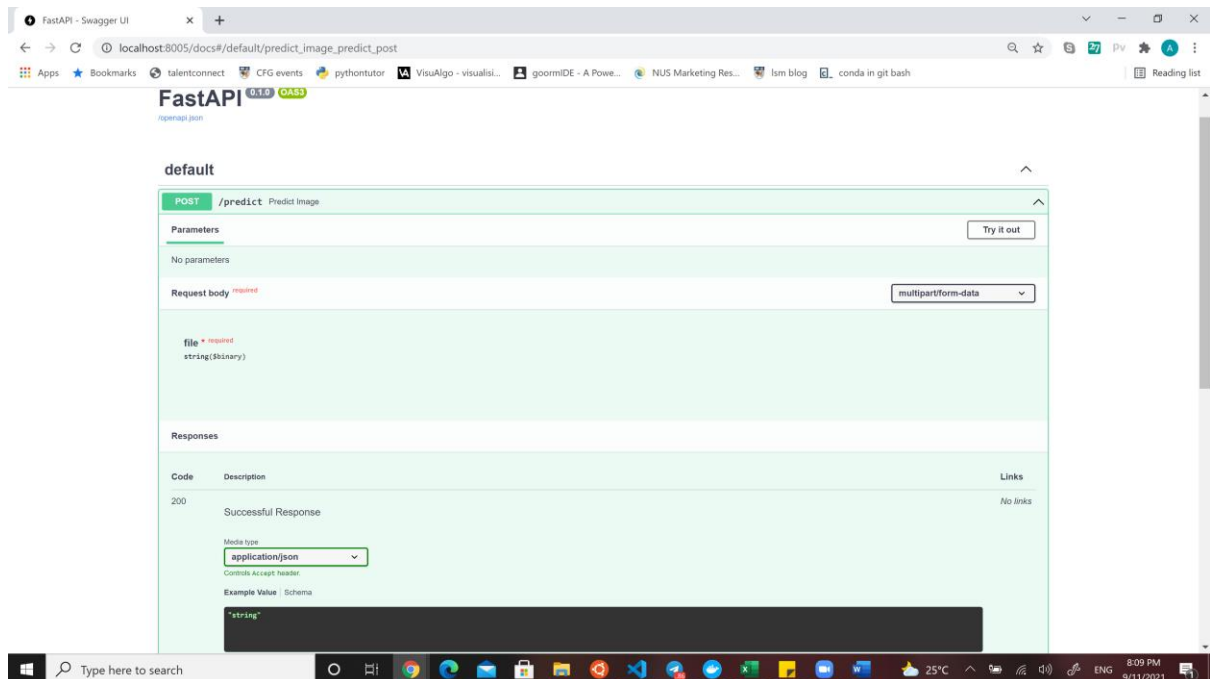 FastAPI - Swagger UI
localhost:8005/docs#/default/predict_image_predict_post
Apps Bookmarks talentconnect CFG events pythontutor VA VisuAlgo - visualisi... goormIDE - A Powe... NUS Marketing Res... lsm blog conda in git bash Reading list
FastAPI 0.1.0 OAS3
/openapi.json
default
POST /predict Predict Image
Parameters Try it out
No parameters
Request body required multipart/form-data
file * required
string($binary)
Responses
Code Description Links
200 No links
Successful Response
Media type
application/json
Controls Accept header.
Example Value | Schema
"string"
Type here to search 25°C ENG 8:09 PM
9/11/2021